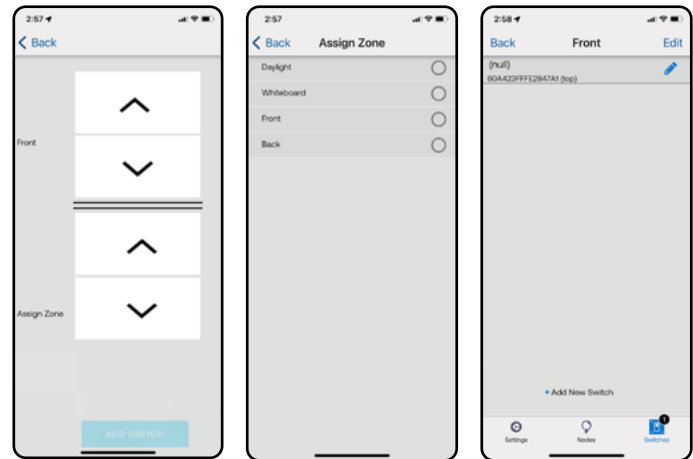 2:57
Back
Front
Assign Zone
ADD SWITCH
2:57
Back Assign Zone
Daylight
Whiteboard
Front
Back
2:58
Back Front Edit
(null)
60A423FFFE2847A1 (top)
+ Add New Switch
1
Settings Nodes Switches